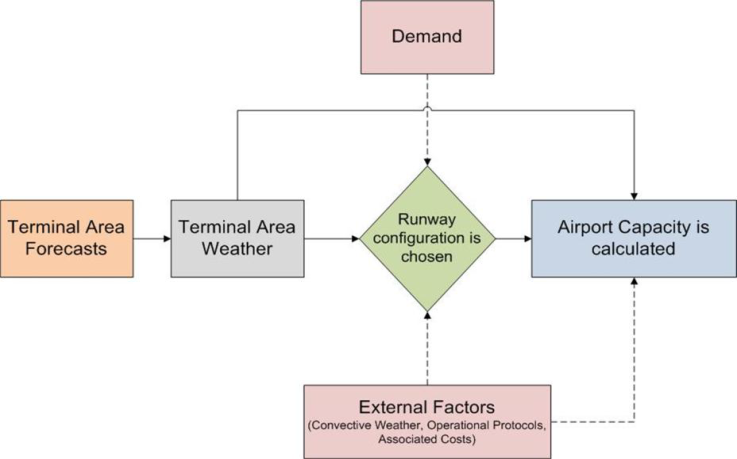 Demand
Terminal Area
Forecasts
Terminal Area
Weather
Runway
configuration is
chosen
Airport Capacity is
calculated
External Factors
(Convective Weather, Operational Protocols,
Associated Costs)